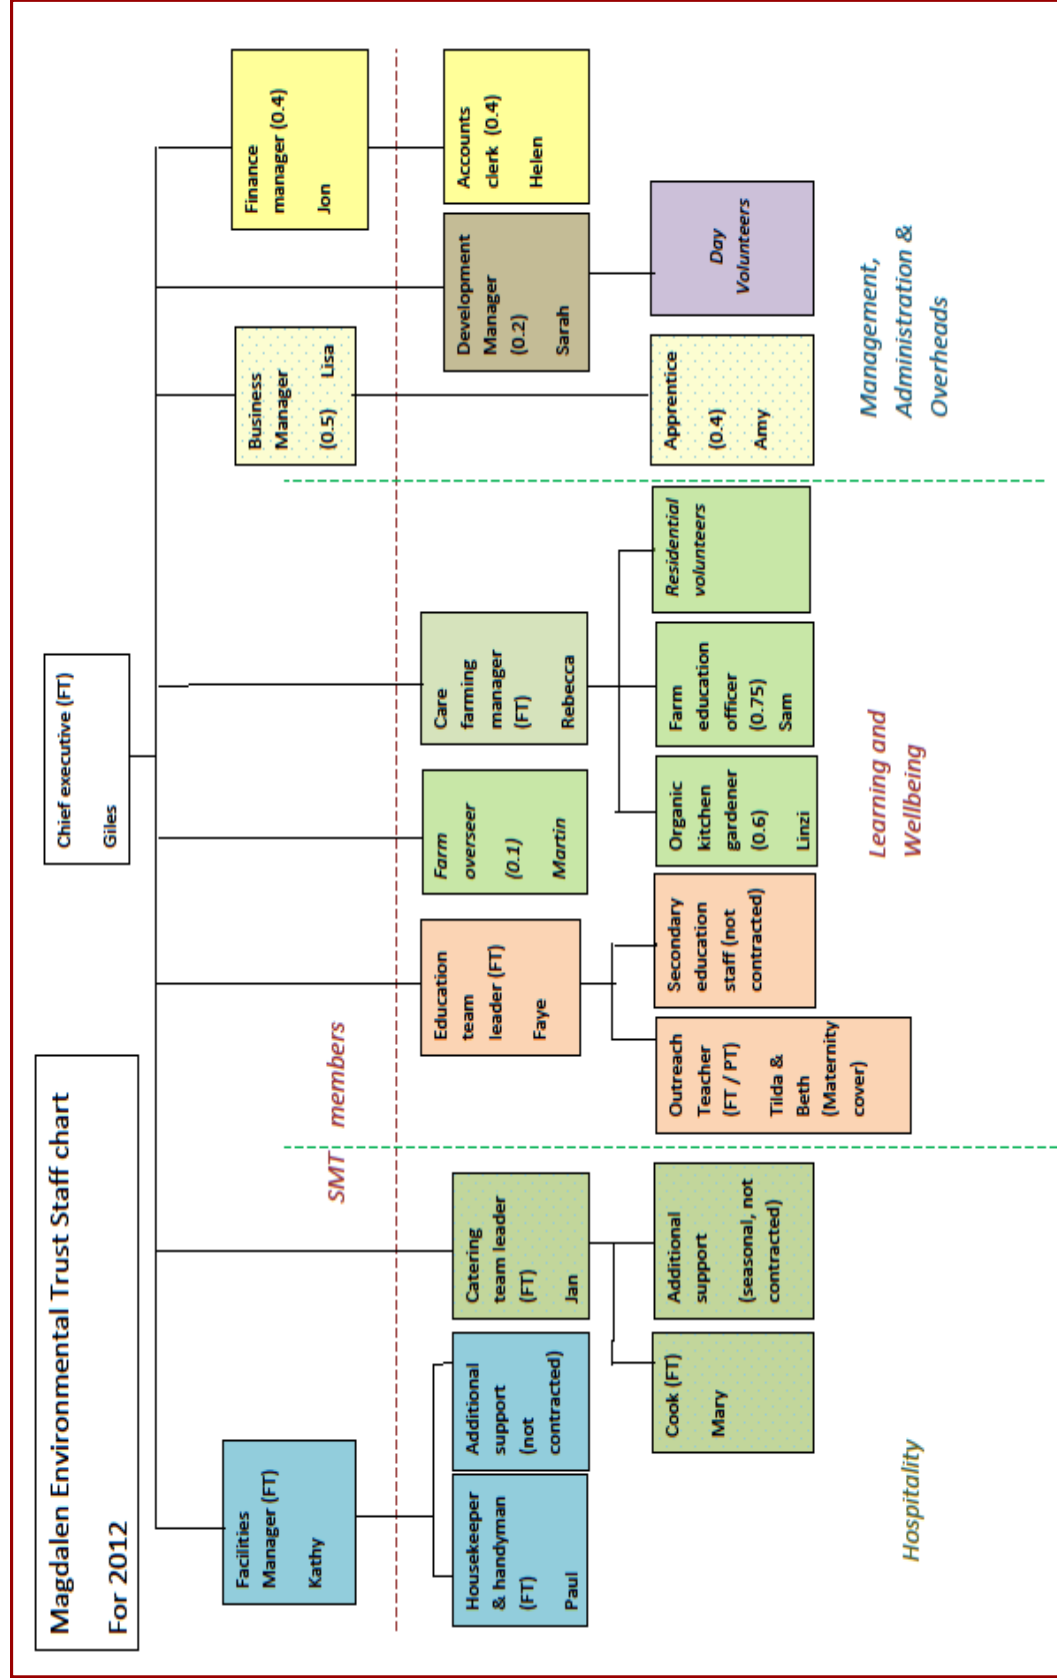 Magdalen Environmental Trust Staff chart
For 2012
Chief executive (FT)
Giles
SMT members
Facilities
Manager (FT)
Kathy
Business
Manager
(0.5) Lisa
Finance
manager (0.4)
Jon
Housekeeper
& handyman
(FT)
Paul
Additional
support
(not
contracted)
Catering
team leader
(FT)
Jan
Education
team
leader (FT)
Faye
Farm
overseer
(0.1)
Martin
Care
farming
manager
(FT)
Rebecca
Development
Manager
(0.2)
Sarah
Accounts
clerk (0.4)
Helen
Cook (FT)
Mary
Additional
support
(seasonal, not
contracted)
Outreach
Teacher
(FT / PT)
Tilda &
Beth
(Maternity
cover)
Secondary
education
staff (not
contracted)
Organic
kitchen
gardener
(0.6)
Linzi
Farm
education
officer
(0.75)
Sam
Residential
volunteers
Apprentice
(0.4)
Amy
Day
Volunteers
Hospitality
Learning and
Wellbeing
Management,
Administration &
Overheads